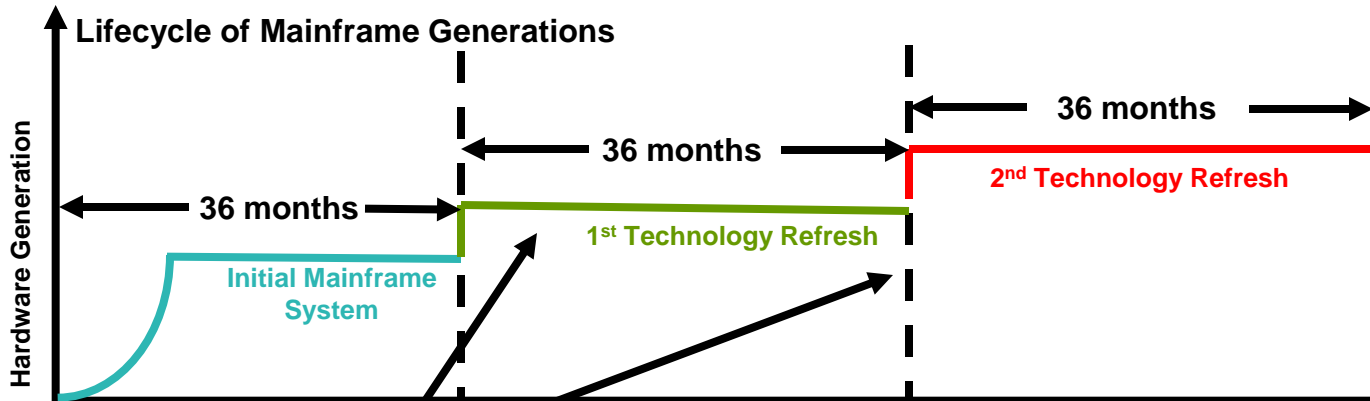 Lifecycle of Mainframe Generations
Hardware Generation
36 months
36 months
36 months
Initial Mainframe
System
1st Technology Refresh
2nd Technology Refresh